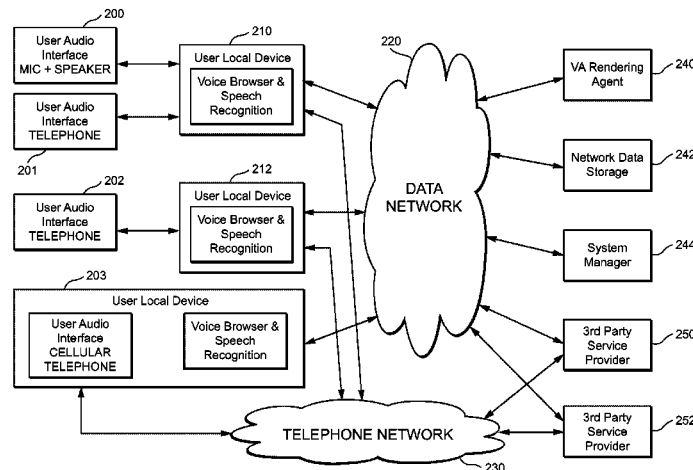 200
User Audio
Interface
MIC + SPEAKER
User Audio
Interface
TELEPHONE
201
210
User Local Device
Voice Browser &
Speech
Recognition
202
User Audio
Interface
TELEPHONE
212
User Local Device
Voice Browser &
Speech
Recognition
203
User Local Device
User Audio
Interface
CELLULAR
TELEPHONE
Voice Browser &
Speech
Recognition
220
DATA
NETWORK
TELEPHONE NETWORK
230
VA Rendering
Agent
240
Network Data
Storage
242
System
Manager
244
3rd Party
Service
Provider
250
3rd Party
Service
Provider
252